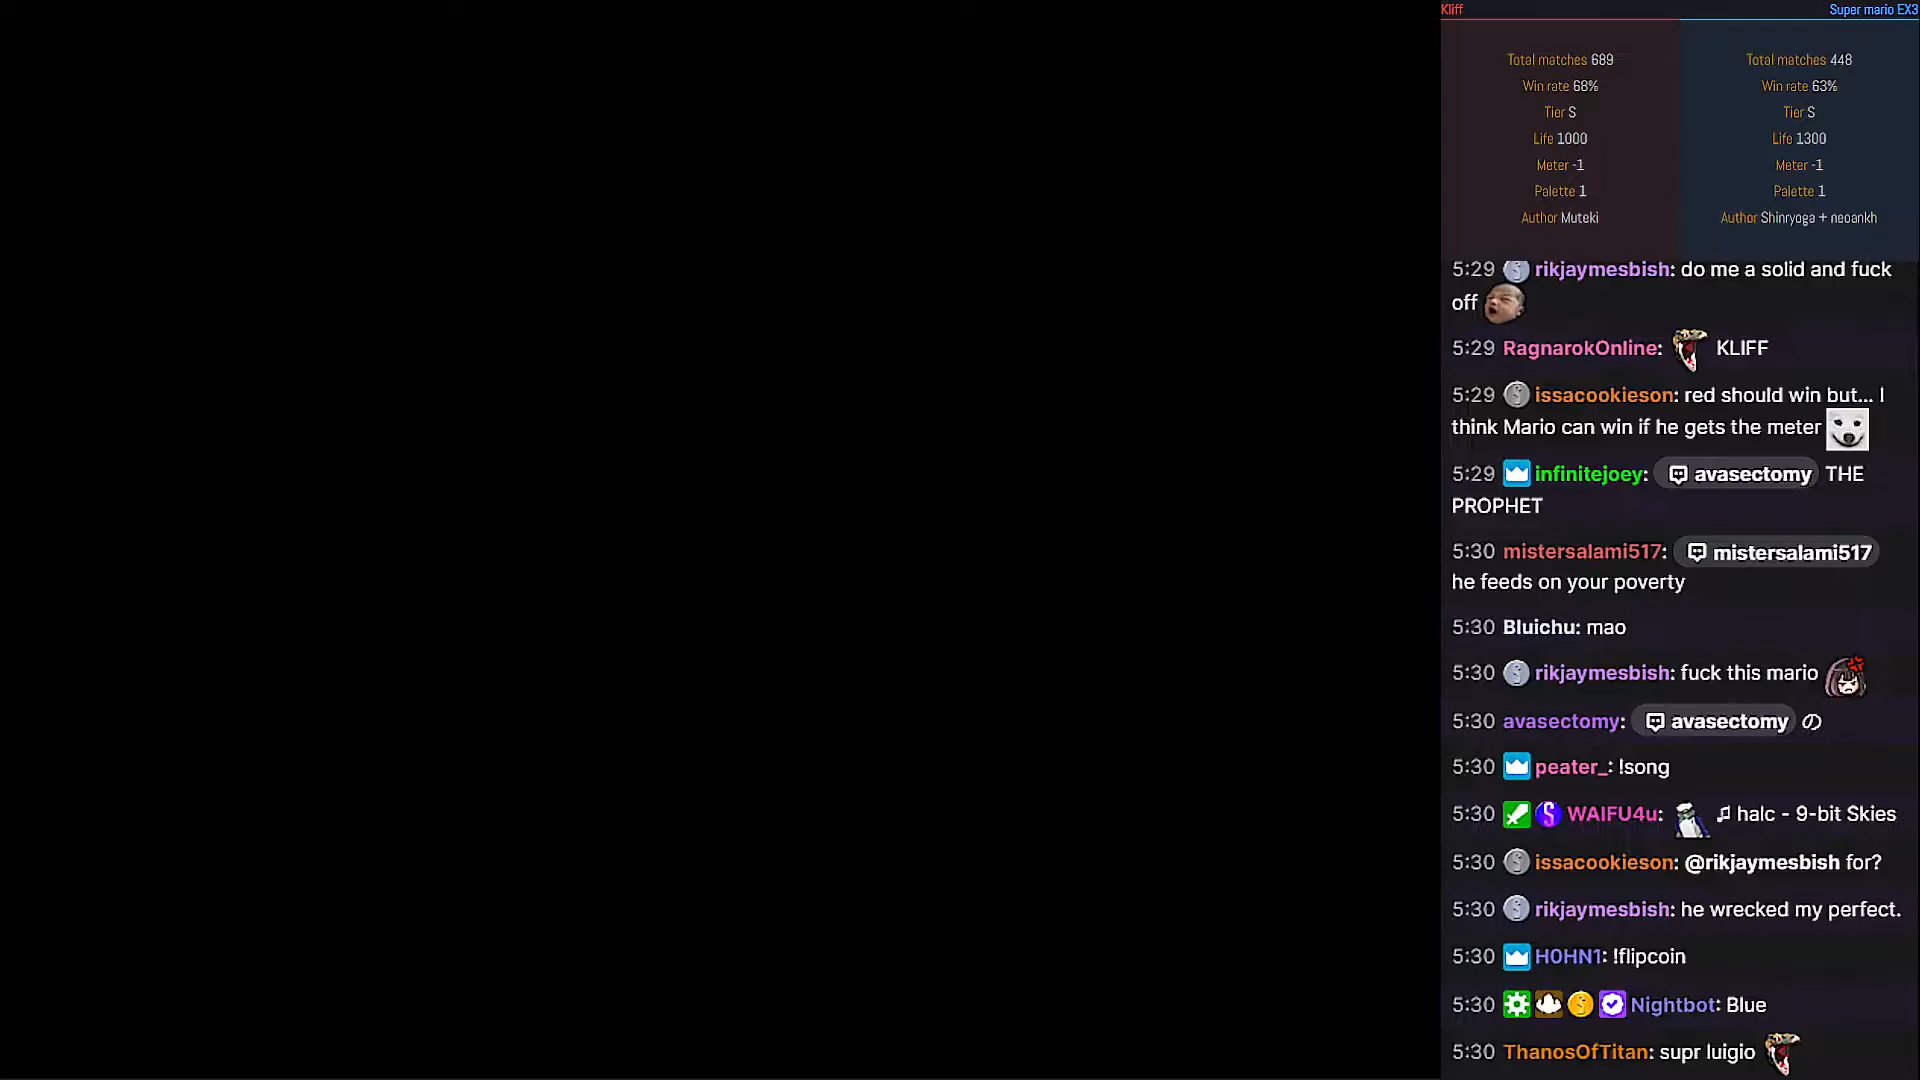 Kliff
Super mario EX3
Total matches 689
Win rate 68%
Tier S
Life 1000
Meter -1
Palette 1
Author Muteki
Total matches 448
Win rate 63%
Tier S
Life 1300
Meter -1
Palette 1
Author Shinryoga + neoankh
5:29 rikjaymesbish: do me a solid and fuck
off
5:29 RagnarokOnline: KLIFF
5:29 issacookieson: red should win but... I
think Mario can win if he gets the meter
5:29 infinitejoey: avasectomy THE
PROPHET
5:30 mistersalami517: mistersalami517
he feeds on your poverty
5:30 Bluichu: mao
5:30 rikjaymesbish: fuck this mario
5:30 avasectomy: avasectomy の
5:30 peater_: !song
5:30 WAIFU4u: ♫ halc - 9-bit Skies
5:30 issacookieson: @rikjaymesbish for?
5:30 rikjaymesbish: he wrecked my perfect.
5:30 H0HN1: !flipcoin
5:30 Nightbot: Blue
5:30 ThanosOfTitan: supr luigio